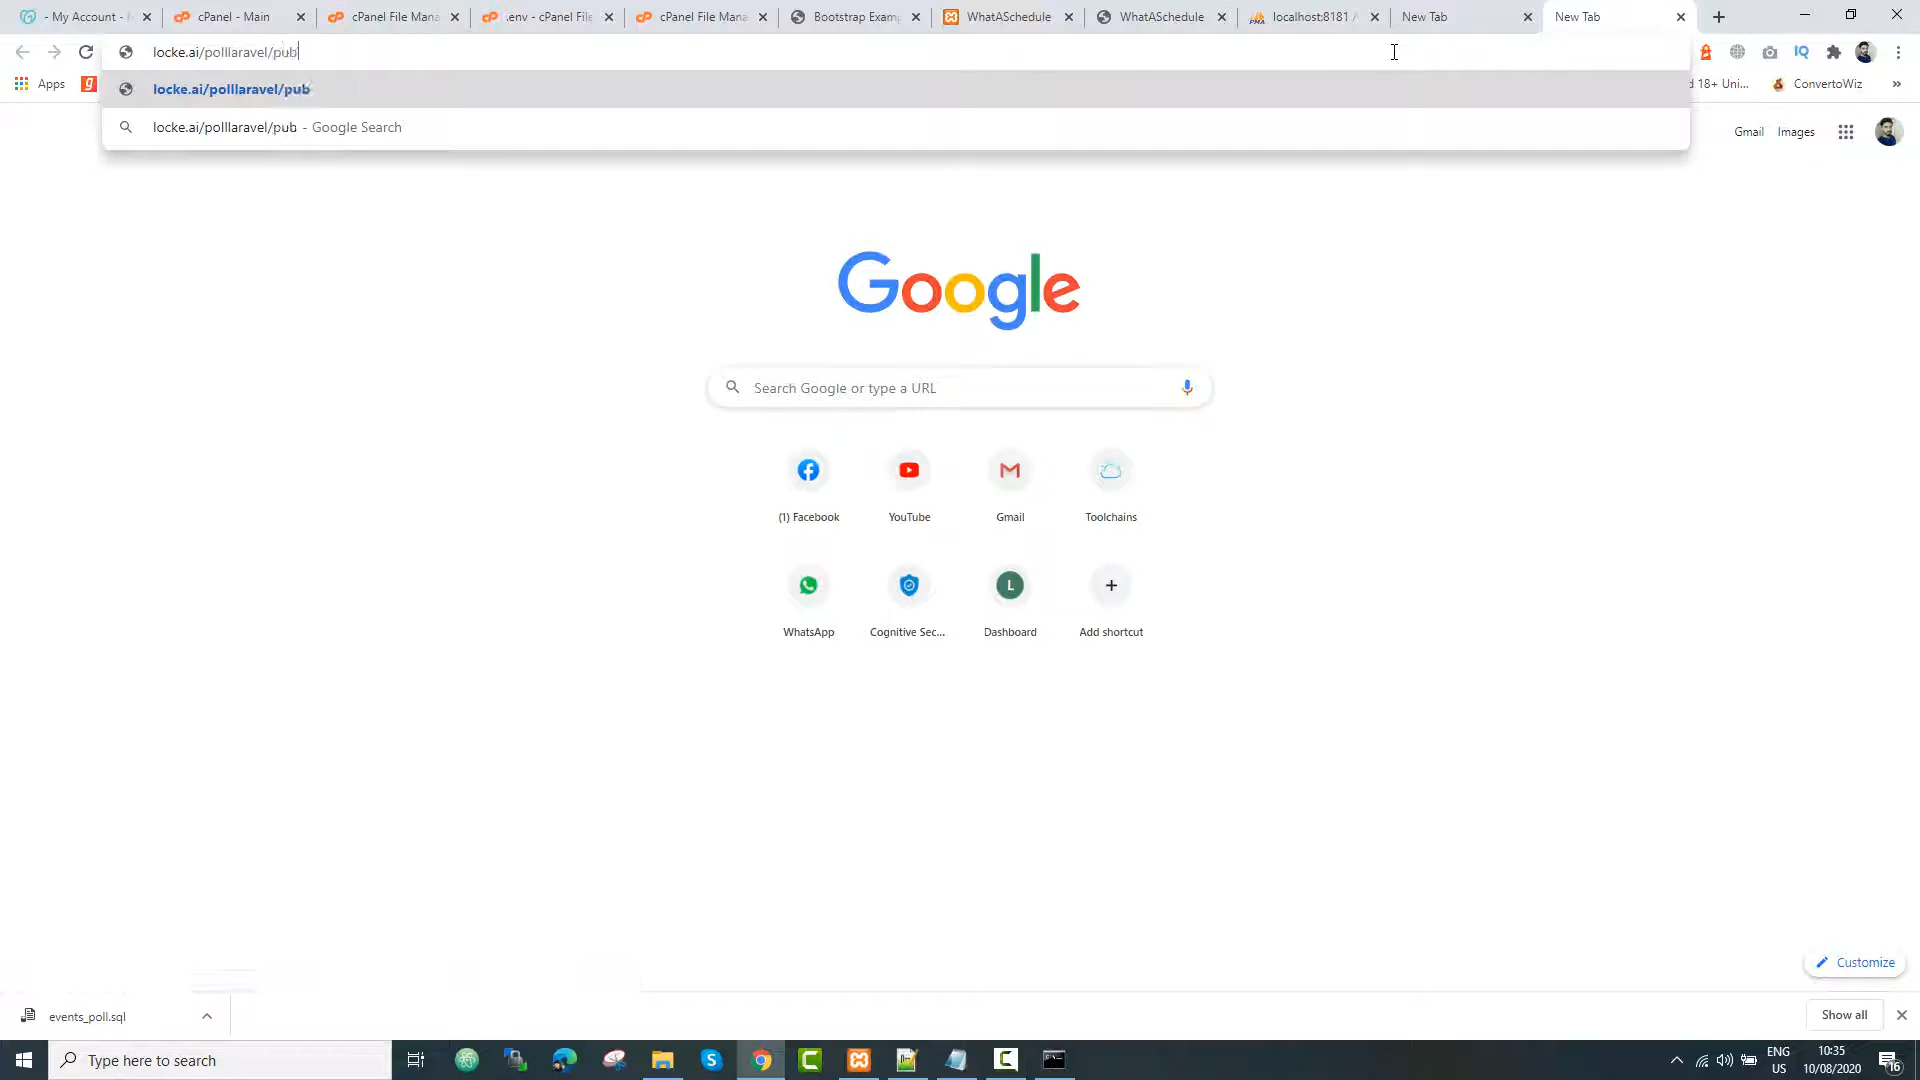 - My Account -
cPanel - Main
cPanel File Mana
.env - cPanel File
cPanel File Mana
Bootstrap Examp
WhatASchedule
WhatASchedule
localhost:8181 /
New Tab
New Tab
locke.ai/polllaravel/pub
IQ
Apps
g
locke.ai/polllaravel/pub
d 18+ Uni...
ConvertoWiz
»
locke.ai/polllaravel/pub - Google Search
Gmail
Images
Google
Search Google or type a URL
(1) Facebook
YouTube
Gmail
Toolchains
L
WhatsApp
Cognitive Sec...
Dashboard
Add shortcut
Customize
events_poll.sql
Show all
Type here to search
ENG
US
10:35
10/08/2020
16